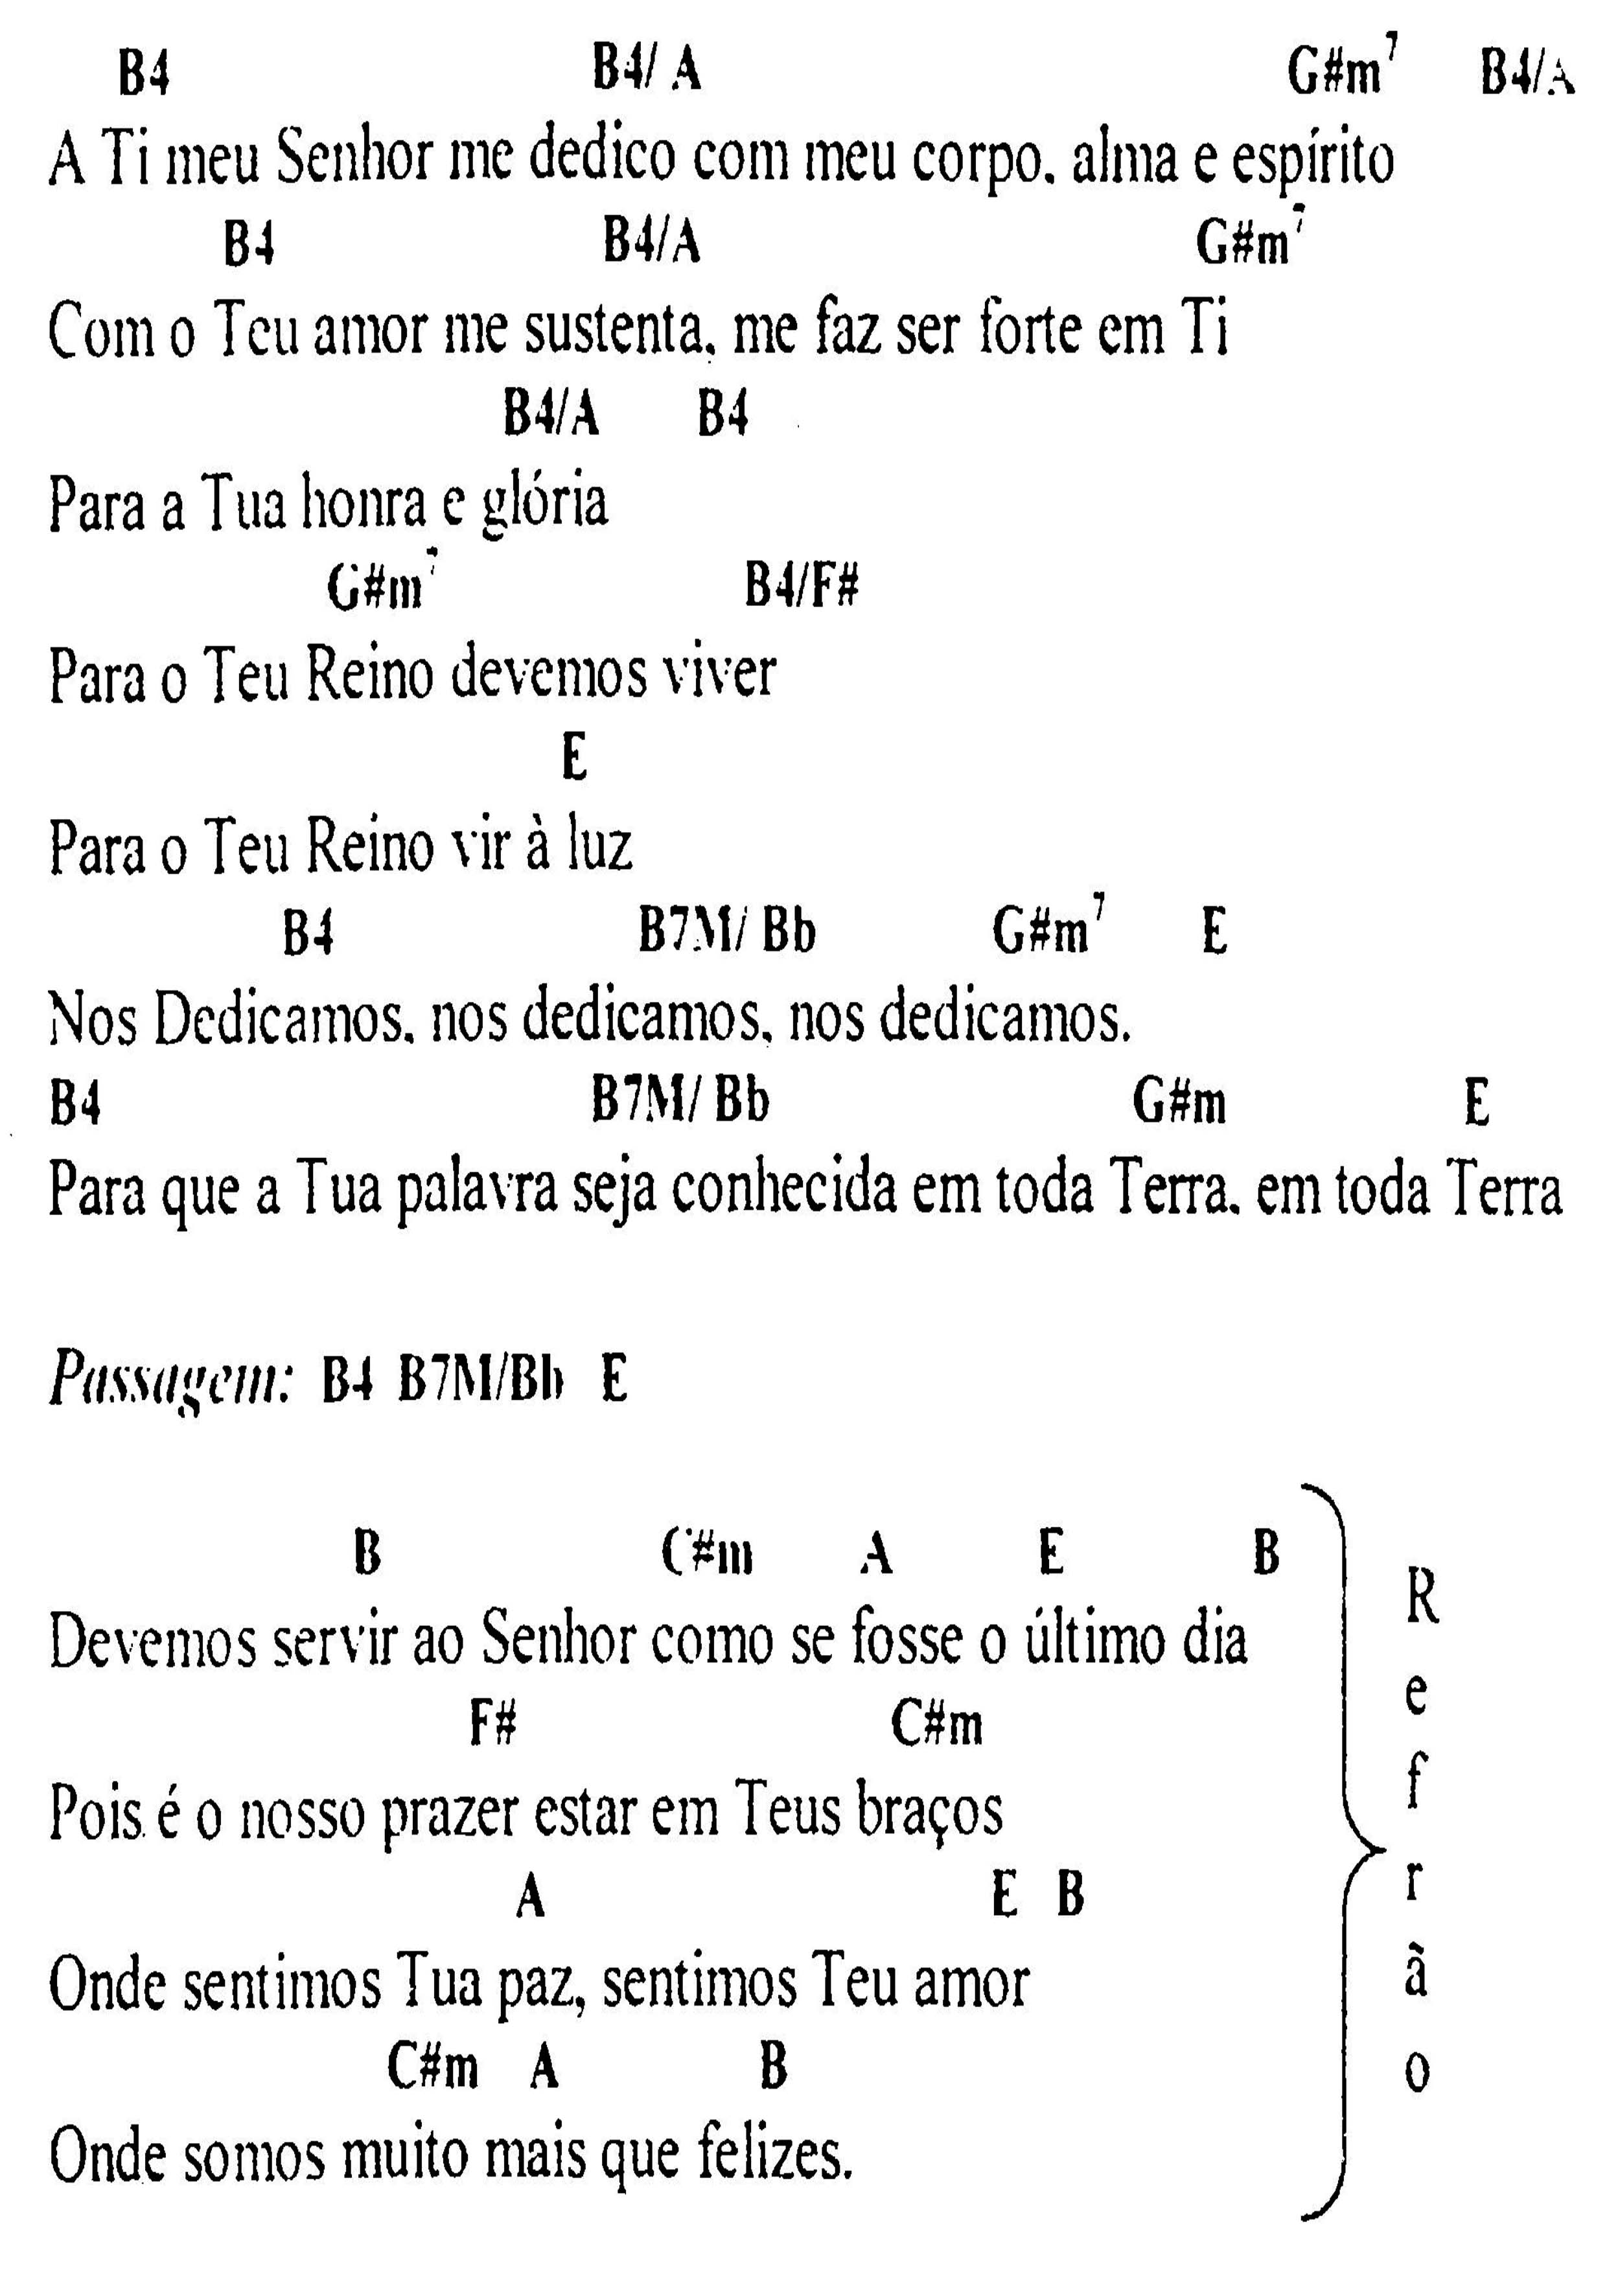 B4 B4/ A G#m7 B4/A
A Ti meu Senhor me dedico com meu corpo, alma e espírito
B4 B4/A G#m7
Com o Teu amor me sustenta, me faz ser forte em Ti
B4/A B4
Para a Tua honra e glória
G#m7 B4/F#
Para o Teu Reino devemos viver
E
Para o Teu Reino vir à luz
B4 B7M/ Bb G#m7 E
Nos Dedicamos, nos dedicamos, nos dedicamos.
B4 B7M/ Bb G#m E
Para que a Tua palavra seja conhecida em toda Terra, em toda Terra
Passagem: B4 B7M/Bb E
B C#m A E B
Devemos servir ao Senhor como se fosse o último dia
F# C#m
Pois é o nosso prazer estar em Teus braços
A E B
Onde sentimos Tua paz, sentimos Teu amor
C#m A B
Onde somos muito mais que felizes.
Refrão